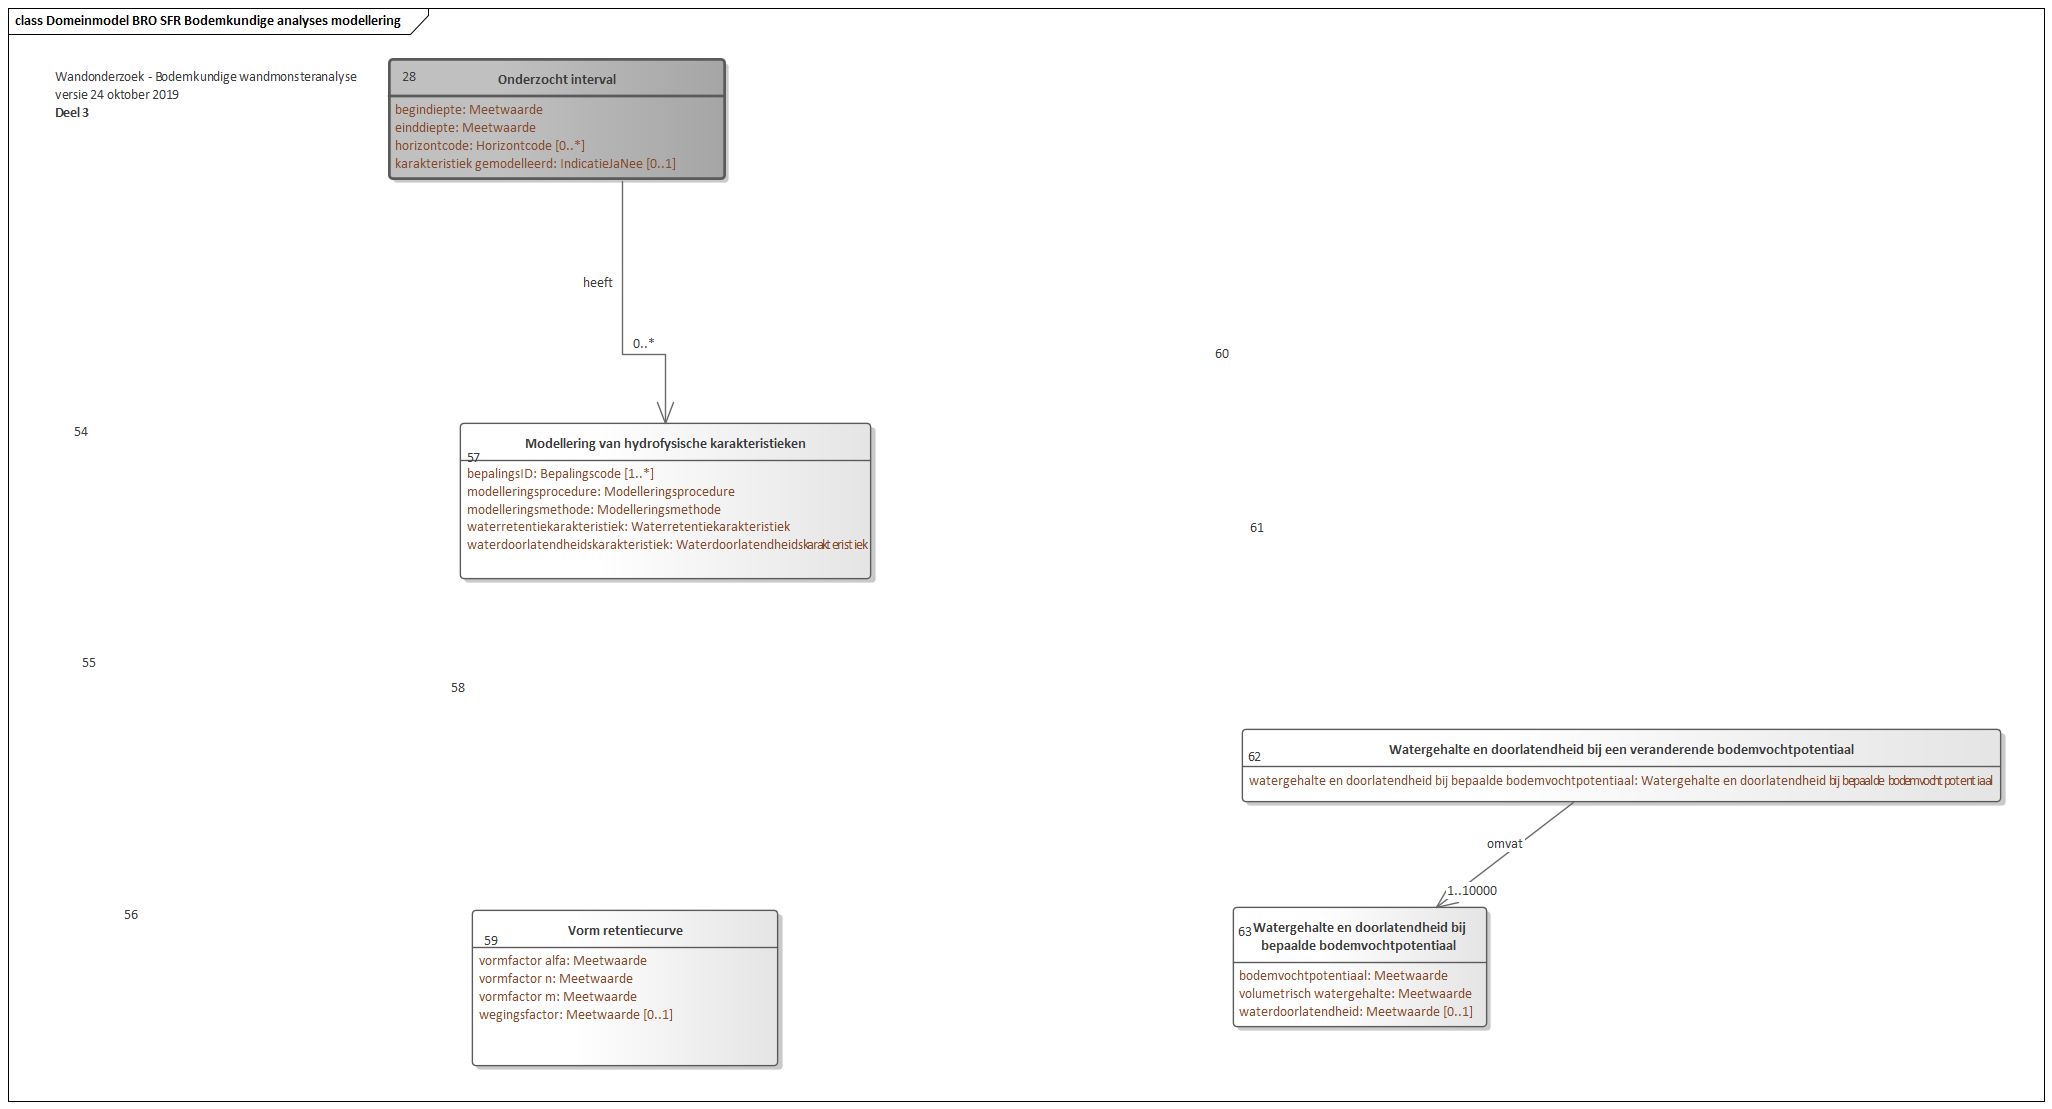 class Domeinmodel BRO SFR Bodemkundige analyses modellering
Wandonderzoek - Bodemkundige wandmonsteranalyse
versie 24 oktober 2019
Deel 3
28
Onderzocht interval
begindiepte: Meetwaarde
einddiepte: Meetwaarde
horizontcode: Horizontcode [0..*]
karakteristiek gemodelleerd: IndicatieJaNee [0..1]
heeft
0..*
60
54
Modellering van hydrofysische karakteristieken
57
bepalingsID: Bepalingscode [1..*]
modelleringsprocedure: Modelleringsprocedure
modelleringsmethode: Modelleringsmethode
waterretentiekarakteristiek: Waterretentiekarakteristiek
waterdoorlatendheidskarakteristiek: Waterdoorlatendheidskarakteristiek
61
55
58
Watergehalte en doorlatendheid bij een veranderende bodemvochtpotentiaal
62
watergehalte en doorlatendheid bij bepaalde bodemvochtpotentiaal: Watergehalte en doorlatendheid bij bepaalde bodemvochtpotentiaal
omvat
1..10000
56
Vorm retentiecurve
59
vormfactor alfa: Meetwaarde
vormfactor n: Meetwaarde
vormfactor m: Meetwaarde
wegingsfactor: Meetwaarde [0..1]
63
Watergehalte en doorlatendheid bij
bepaalde bodemvochtpotentiaal
bodemvochtpotentiaal: Meetwaarde
volumetrisch watergehalte: Meetwaarde
waterdoorlatendheid: Meetwaarde [0..1]